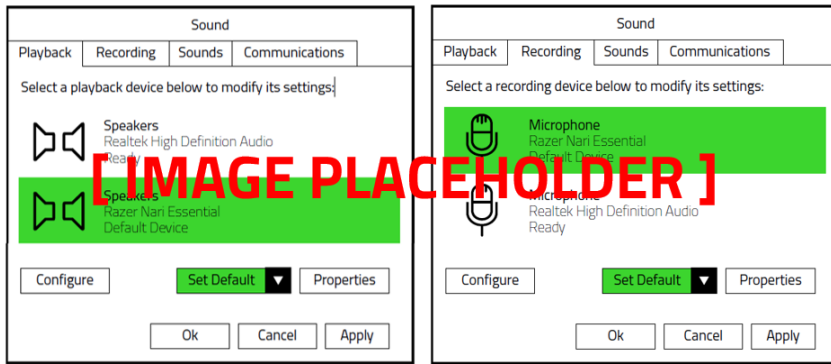 Sound
Playback Recording Sounds Communications
Select a playback device below to modify its settings:
Speakers
Realtek High Definition Audio
Ready
Speakers
Razer Nari Essential
Default Device
Configure Set Default Properties
Ok Cancel Apply
Sound
Playback Recording Sounds Communications
Select a recording device below to modify its settings:
Microphone
Razer Nari Essential
Default Device
Microphone
Realtek High Definition Audio
Ready
Configure Set Default Properties
Ok Cancel Apply
[ IMAGE PLACEHOLDER ]